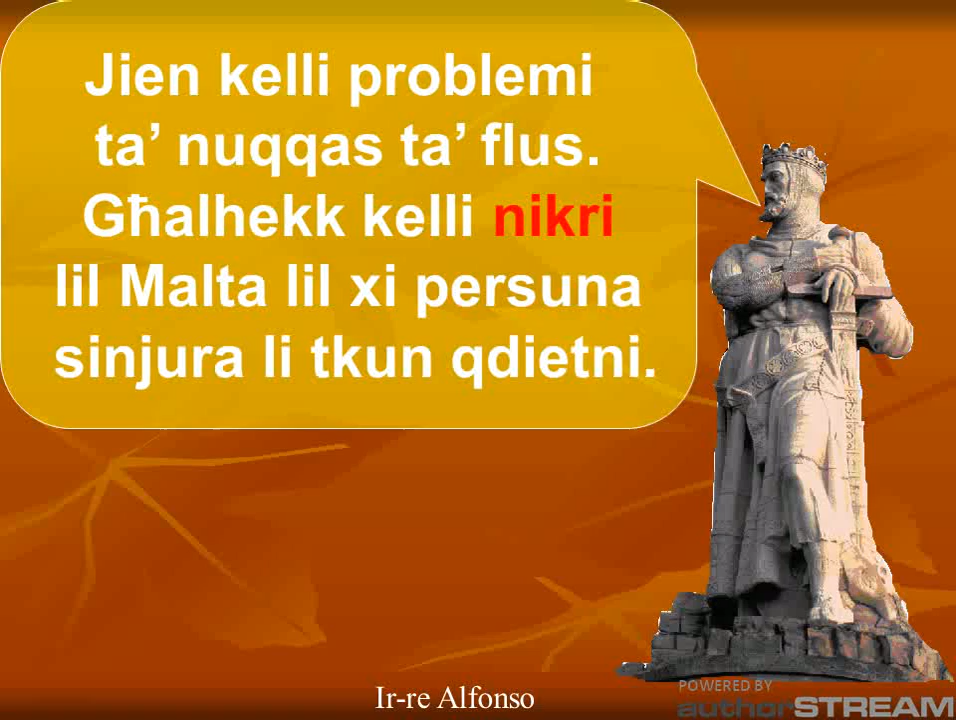 Jien kelli problemi
ta’ nuqqas ta’ flus.
Għalhekk kelli nikri
lil Malta lil xi persuna
sinjura li tkun qdietni.
Ir-re Alfonso
POWERED BY
authorSTREAM